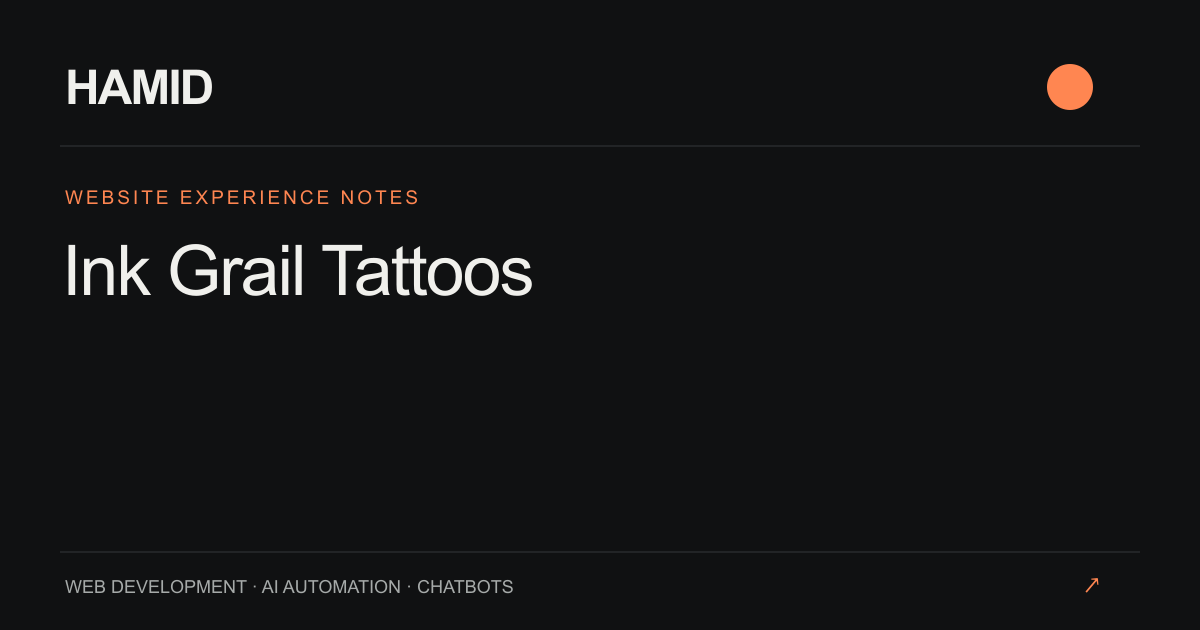 HAMID
WEBSITE EXPERIENCE NOTES
Ink Grail Tattoos
WEB DEVELOPMENT · AI AUTOMATION · CHATBOTS ↗